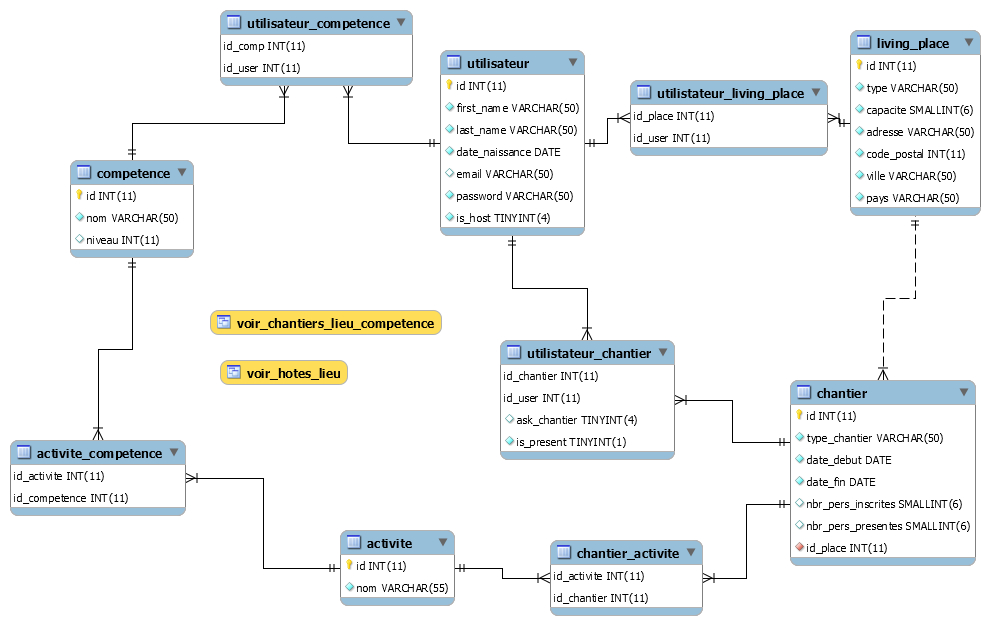 utilisateur_competence
id_comp INT(11)
id_user INT(11)
utilisateur
id INT(11)
first_name VARCHAR(50)
last_name VARCHAR(50)
date_naissance DATE
email VARCHAR(50)
password VARCHAR(50)
is_host TINYINT(4)
utilistateur_living_place
id_place INT(11)
id_user INT(11)
living_place
id INT(11)
type VARCHAR(50)
capacite SMALLINT(6)
adresse VARCHAR(50)
code_postal INT(11)
ville VARCHAR(50)
pays VARCHAR(50)
competence
id INT(11)
nom VARCHAR(50)
niveau INT(11)
voir_chantiers_lieu_competence
voir_hotes_lieu
utilistateur_chantier
id_chantier INT(11)
id_user INT(11)
ask_chantier TINYINT(4)
is_present TINYINT(1)
chantier
id INT(11)
type_chantier VARCHAR(50)
date_debut DATE
date_fin DATE
nbr_pers_inscrites SMALLINT(6)
nbr_pers_presentes SMALLINT(6)
id_place INT(11)
activite_competence
id_activite INT(11)
id_competence INT(11)
activite
id INT(11)
nom VARCHAR(55)
chantier_activite
id_activite INT(11)
id_chantier INT(11)